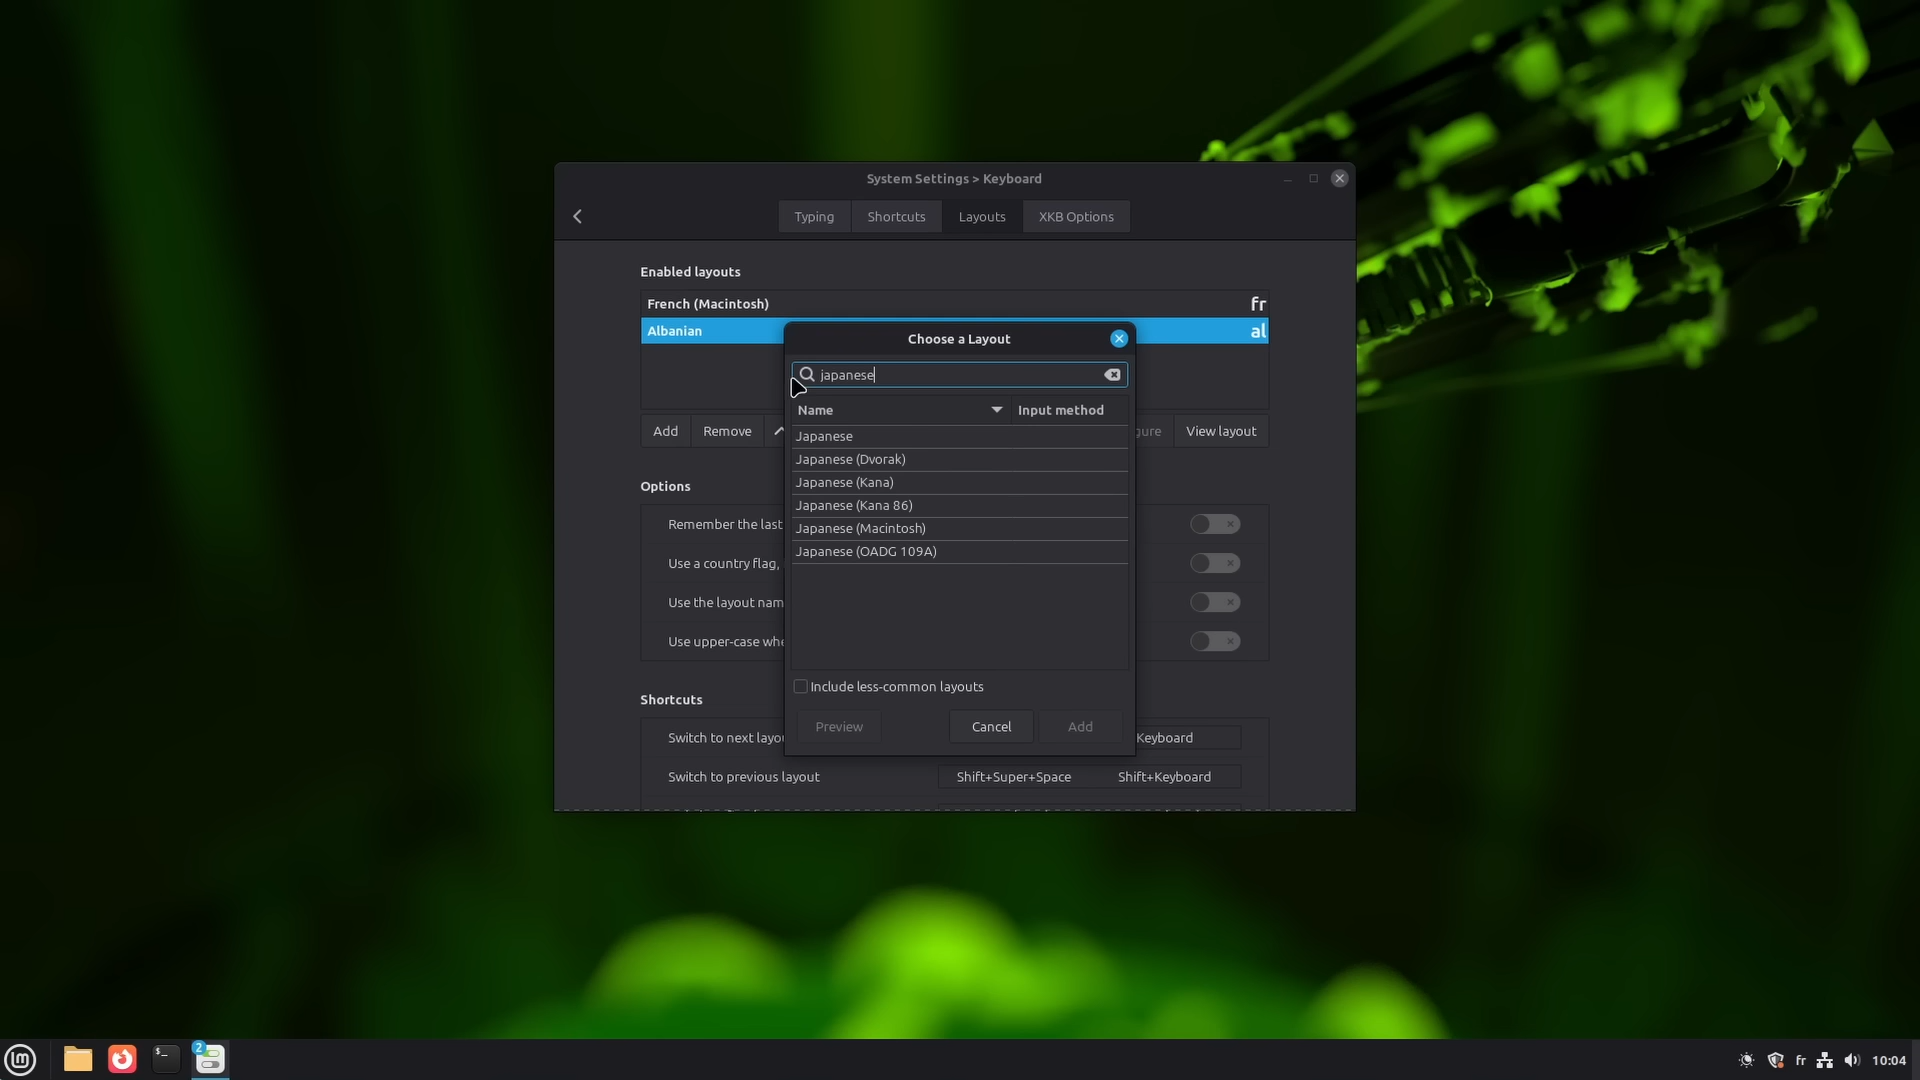 System Settings > Keyboard
Typing Shortcuts Layouts XKB Options
Enabled layouts
French (Macintosh) fr
Albanian al
Choose a Layout
japanese
Name Input method
Japanese
Japanese (Dvorak)
Japanese (Kana)
Japanese (Kana 86)
Japanese (Macintosh)
Japanese (OADG 109A)
Include less-common layouts
Preview Cancel Add
Add Remove gure View layout
Options
Remember the last
Use a country flag,
Use the layout nam
Use upper-case whe
Shortcuts
Switch to next layou Keyboard
Switch to previous layout Shift+Super+Space Shift+Keyboard
2
$_
lm
fr 10:04